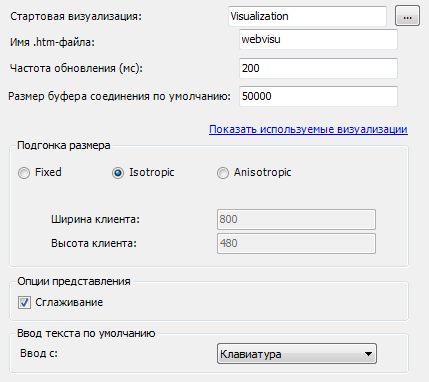 Стартовая визуализация: Visualization ...
Имя .htm-файла: webvisu
Частота обновления (мс): 200
Размер буфера соединения по умолчанию: 50000
Показать используемые визуализации
Подгонка размера
Fixed Isotropic Anisotropic
Ширина клиента: 800
Высота клиента: 480
Опции представления
Сглаживание
Ввод текста по умолчанию
Ввод с: Клавиатура